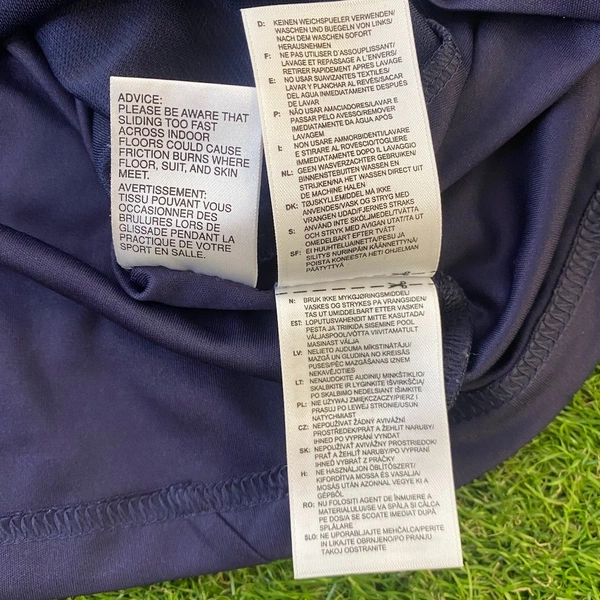 ADVICE:
PLEASE BE AWARE THAT
SLIDING TOO FAST
ACROSS INDOOR
FLOORS COULD CAUSE
FRICTION BURNS WHERE
FLOOR, SUIT, AND SKIN
MEET.
AVERTISSEMENT:
TISSU POUVANT VOUS
OCCASIONNER DES
BRULURES LORS DE
GLISSADE PENDANT LA
PRACTIQUE DE VOTRE
SPORT EN SALLE.
D: KEINEN WEICHSPUELER VERWENDEN/
WASCHEN UND BUEGELN VON LINKS/
NACH DEM WASCHEN SOFORT
HERAUSNEHMEN
F: NE PAS UTILISER D'ASSOUPLISSANT/
LAVAGE ET REPASSAGE A L'ENVERS/
RETIRER RAPIDEMENT APRES LAVAGE
E: NO USAR SUAVIZANTES TEXTILES/
LAVAR Y PLANCHAR AL REVÉS/SACAR
DEL AGUA INMEDIATAMENTE DESPUÉS
DE LAVAR
P: NÃO USAR AMACIADORES/LAVAR E
PASSAR PELO AVESSO/REMOVER
IMEDIATAMENTE DA ÁGUA APÓS
LAVAGEM
I: NON USARE AMMORBIDENTI/LAVARE
E STIRARE AL ROVESCIO/TOGLIERE
IMMEDIATAMENTE DOPO IL LAVAGGIO
NL: GEEN WASVERZACHTER GEBRUIKEN/
BINNENSTEBUITEN WASSEN EN
STRIJKEN/NA HET WASSEN DIRECT UIT
DE MACHINE HALEN
DK: TØJSKYLLEMIDDEL MA IKKE
ANVENDES/VASK OG STRYG MED
VRANGEN UDAD/FJERNES STRAKS
S: ANVÄND INTE SKÖLJMEDEL/TVÄTTA
OCH STRYK MED AVIGAN UTAT/TA UT
OMEDELBART EFTER TVÄTT
SF: EI HUUHTELUAINETTA/PESU JA
SILITYS NURINPÄIN KÄÄNNETTYNÄ/
POISTA KONEESTA HETI OHJELMAN
PÄÄTYTTYÄ
N: BRUK IKKE MYKGJØRINGSMIDDEL/
VASKES OG STRYKES PA VRANGSIDEN/
TAS UT UMIDDELBART ETTER VASKEN
EST: LOPUTUSVAHENDIT MITTE KASUTADA/
PESTA JA TRIIKIDA SISEMINE POOL
VÄLJASPOOL/VÕTTA VIIVITAMATULT
MASINAST VÄLJA
LV: NELIETO AUDUMA MĪKSTINĀTĀJU/
MAZGĀ UN GLUDINA NO KREISĀS
PUSES/PĒC MAZGĀŠANAS IZNEM
NEKAVĒJOTIES
LT: NENAUDOKITE AUDINIŲ MINKŠTIKLIO/
SKALBKITE IR LYGINKITE IŠVIRKŠČIĄ/
PO SKALBIMO NEDELSIANT IŠIMKITE
PL: NIE UŻYWAJ ZMIĘKCZACZY/PIERZ I
PRASUJ PO LEWEJ STRONIE/USUN
NATYCHMIAST
CZ: NEPOUŽÍVAT ŽÁDNÝ AVIVÁŽNÍ
PROSTŘEDEK/PRÁT A ŽEHLIT NARUBY/
IHNED PO VYPRÁNÍ VYNDAT
SK: NEPOUŽÍVAT AVIVÁZNY PROSTRIEDOK/
PRAŤ A ŽEHLIŤ NARUBY/PO VYPRANÍ
IHNEĎ VYBRAŤ Z PRÁČKY
H: NE HASZNÁLJON ÖBLÍTŐSZERT/
KIFORDÍTVA MOSSA ÉS VASALJA/
MOSÁS UTÁN AZONNAL VEGYE KI A
GÉPBŐL
RO: NU FOLOSITI AGENT DE ÎNMUIERE A
MATERIALULUI/SE VA SPĂLA SI CĂLCA
PE DOS/A SE SCOATE IMEDIAT DUPĂ
SPĂLARE
SLO: NE UPORABLJAJTE MEHČALCA/PERITE
IN LIKAJTE OBRNJENO/PO PRANJU
TAKOJ ODSTRANITE